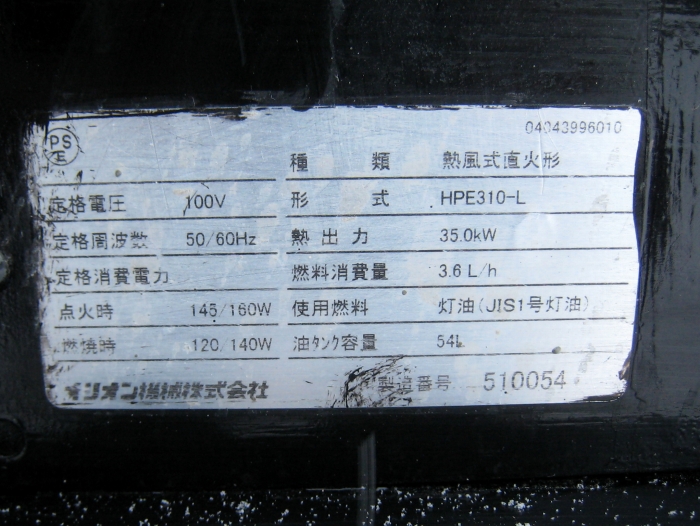 04043996010
PS
E
種類 熱風式直火形
定格電圧 100V 形式 HPE310-L
定格周波数 50/60Hz 熱出力 35.0kW
定格消費電力 燃料消費量 3.6 L/h
点火時 145/160W 使用燃料 灯油(JIS1号灯油)
燃焼時 120/140W 油タンク容量 54L
オリオン機械株式会社 製造番号 510054